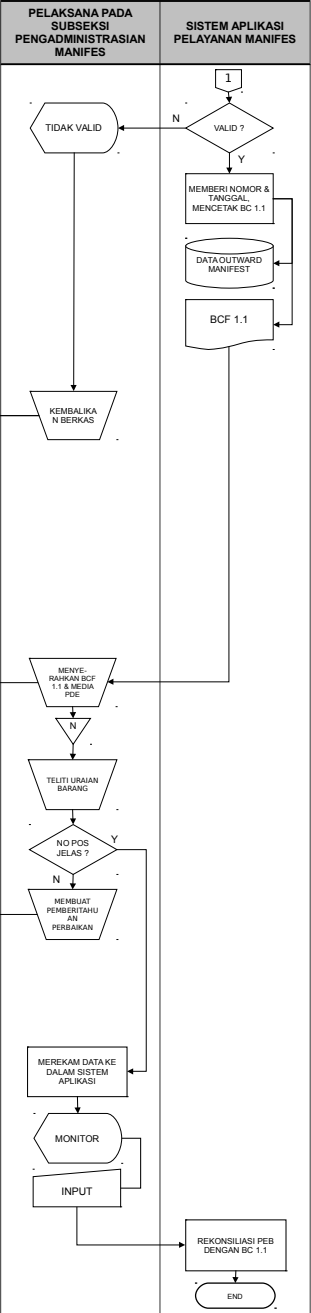 PELAKSANA PADA
SUBSEKSI
PENGADMINISTRASIAN
MANIFES
SISTEM APLIKASI
PELAYANAN MANIFES
1
TIDAK VALID
N
VALID ?
Y
MEMBERI NOMOR &
TANGGAL,
MENCETAK BC 1.1
DATA OUTWARD
MANIFEST
BCF 1.1
KEMBALIKA
N BERKAS
MENYE-
RAHKAN BCF
1.1 & MEDIA
PDE
N
TELITI URAIAN
BARANG
NO POS
JELAS ?
Y
N
MEMBUAT
PEMBERITAHU
AN
PERBAIKAN
MEREKAM DATA KE
DALAM SISTEM
APLIKASI
MONITOR
INPUT
REKONSILIASI PEB
DENGAN BC 1.1
END